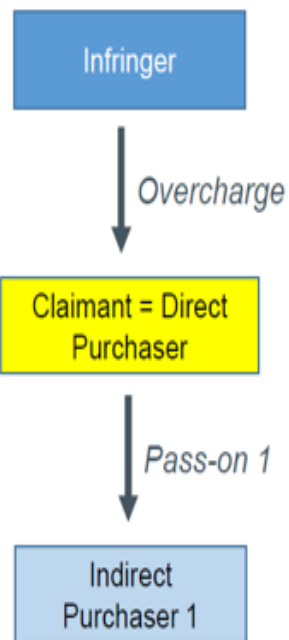 Infringer
Overcharge
Claimant = Direct
Purchaser
Pass-on 1
Indirect
Purchaser 1